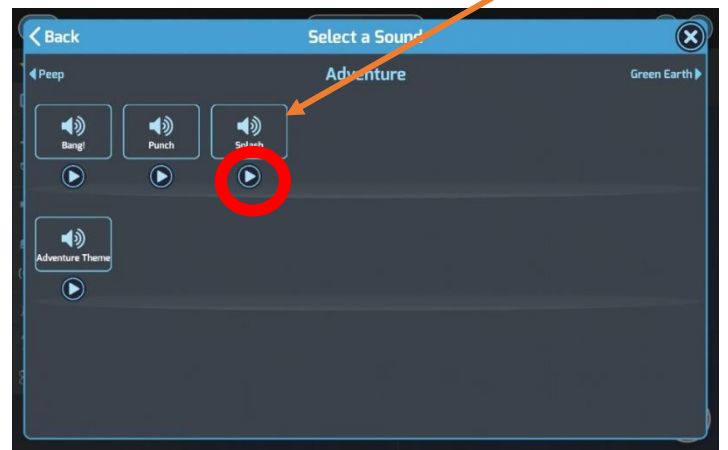 Back
Select a Sound
Peep
Adventure
Green Earth
Bang!
Punch
Splash
Adventure Theme